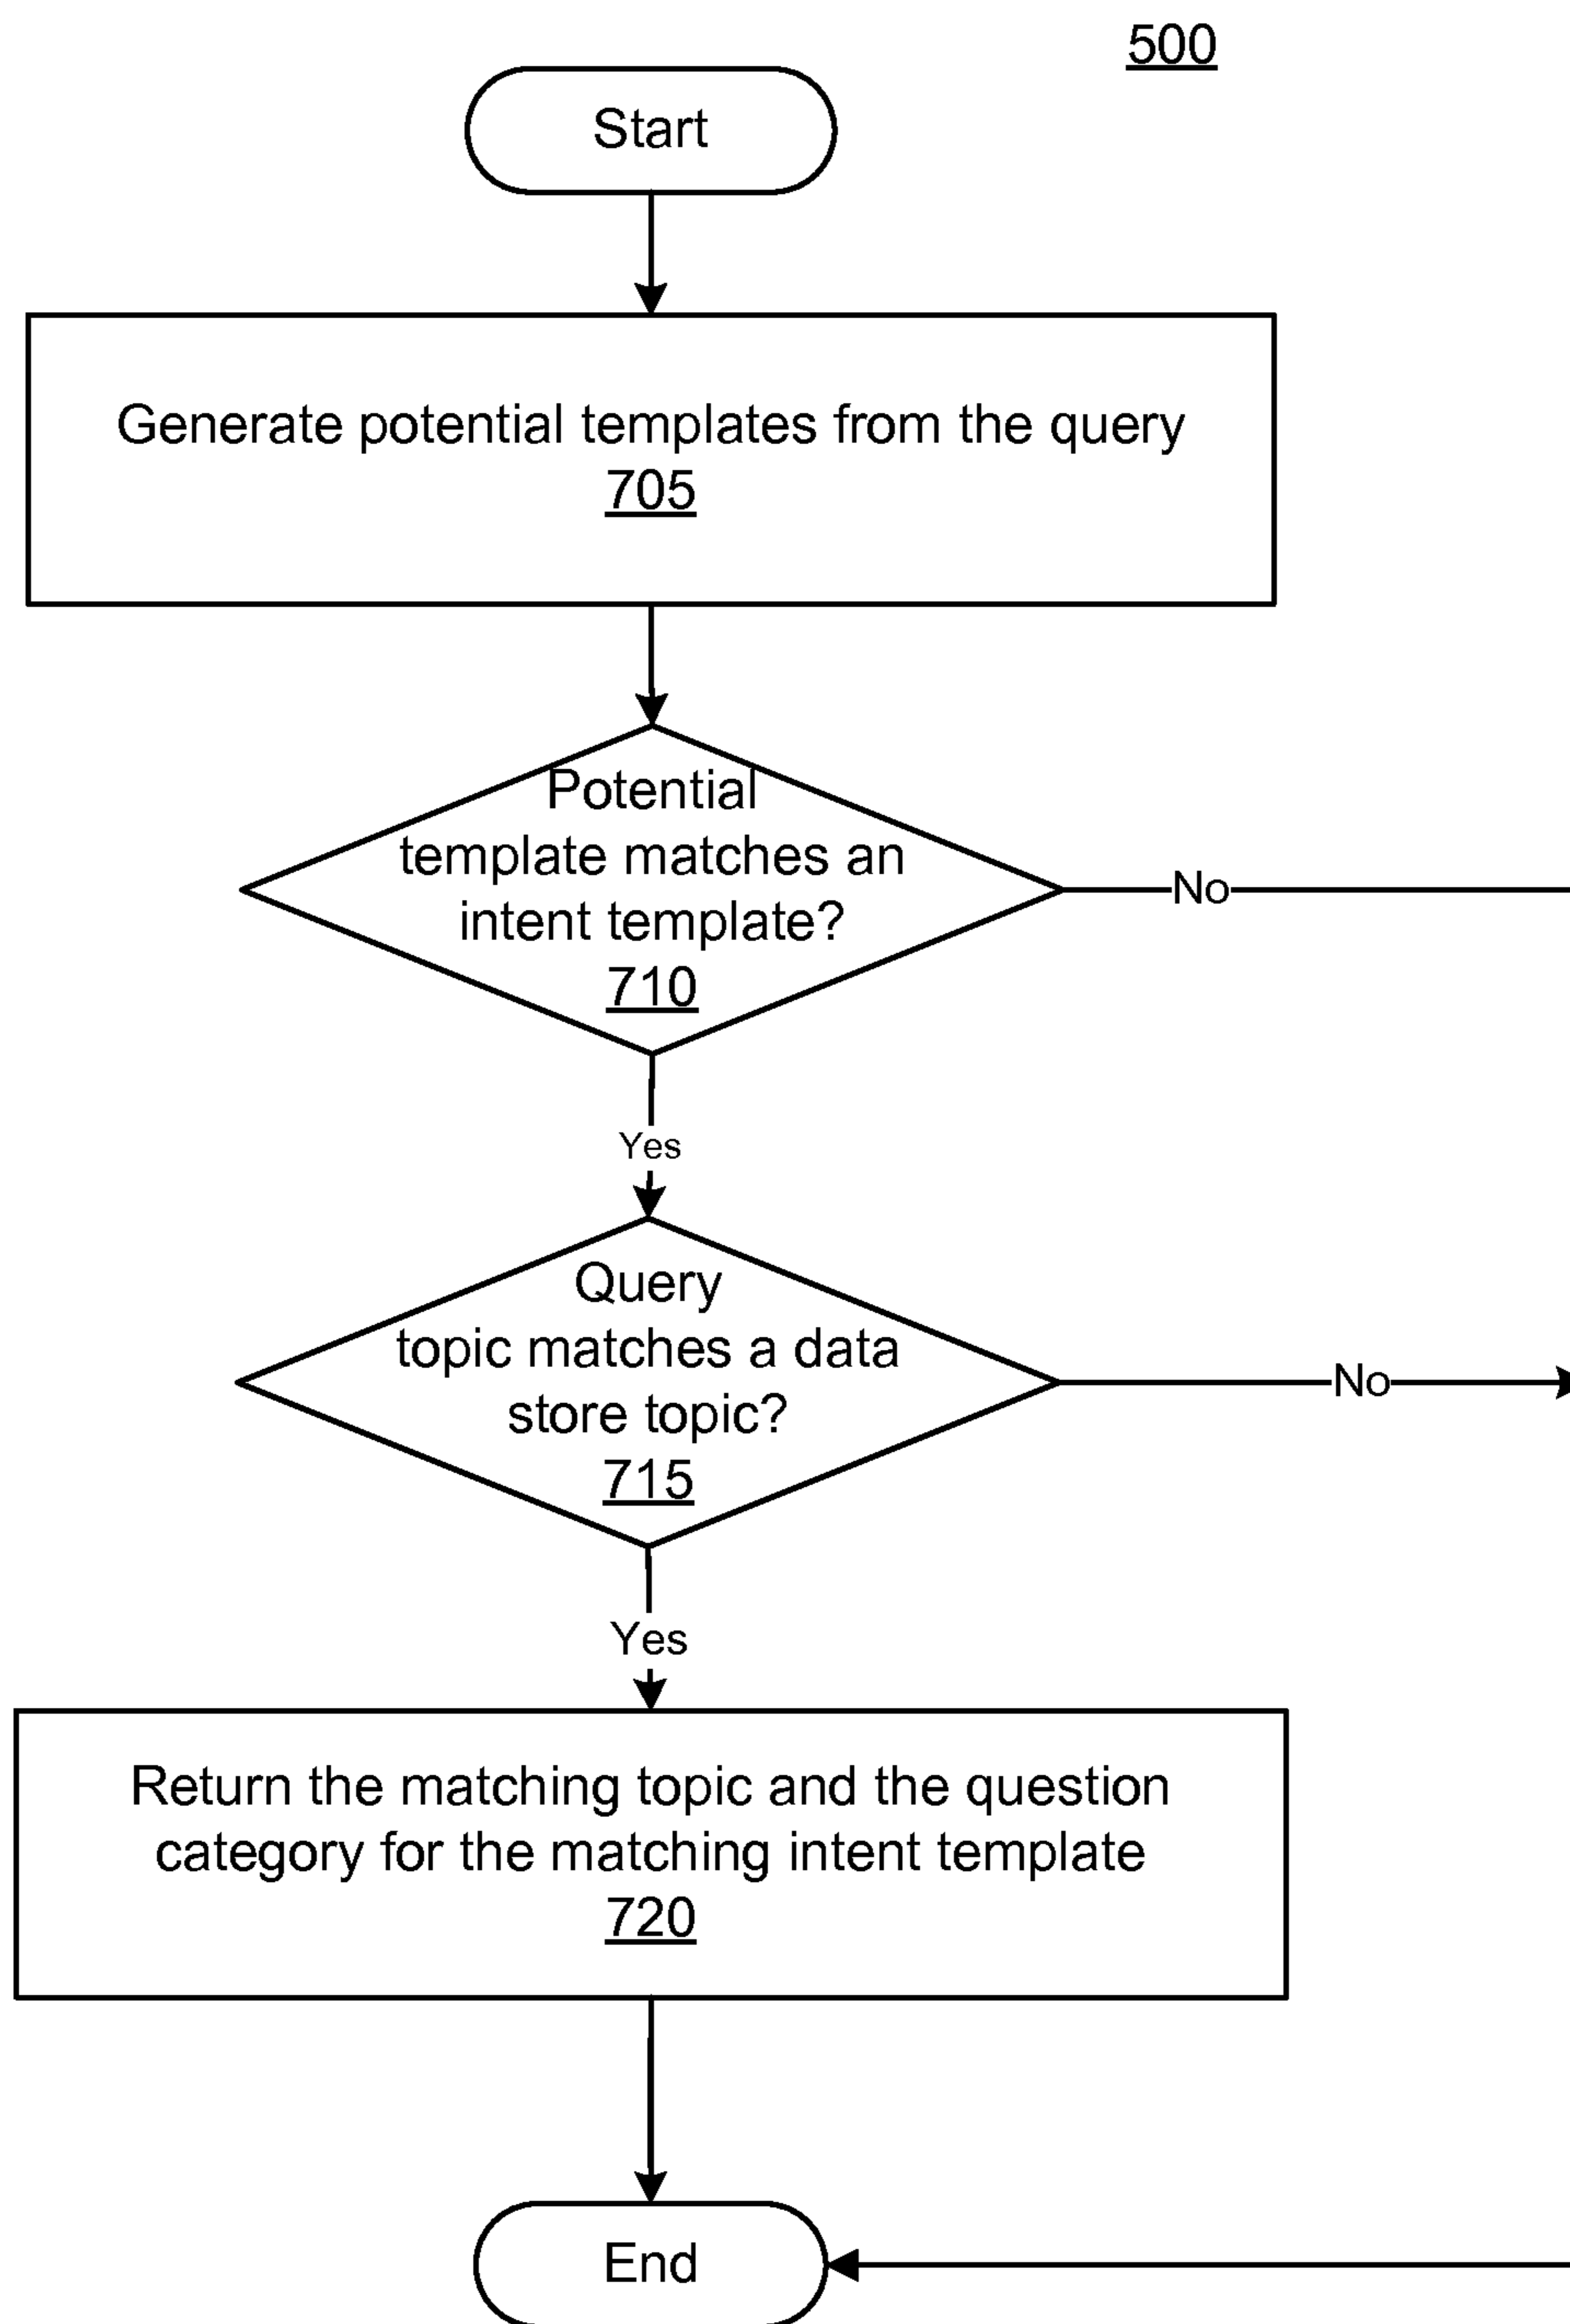 500
Start
Generate potential templates from the query
705
Potential
template matches an
intent template?
710
No
Yes
Query
topic matches a data
store topic?
715
No
Yes
Return the matching topic and the question
category for the matching intent template
720
End